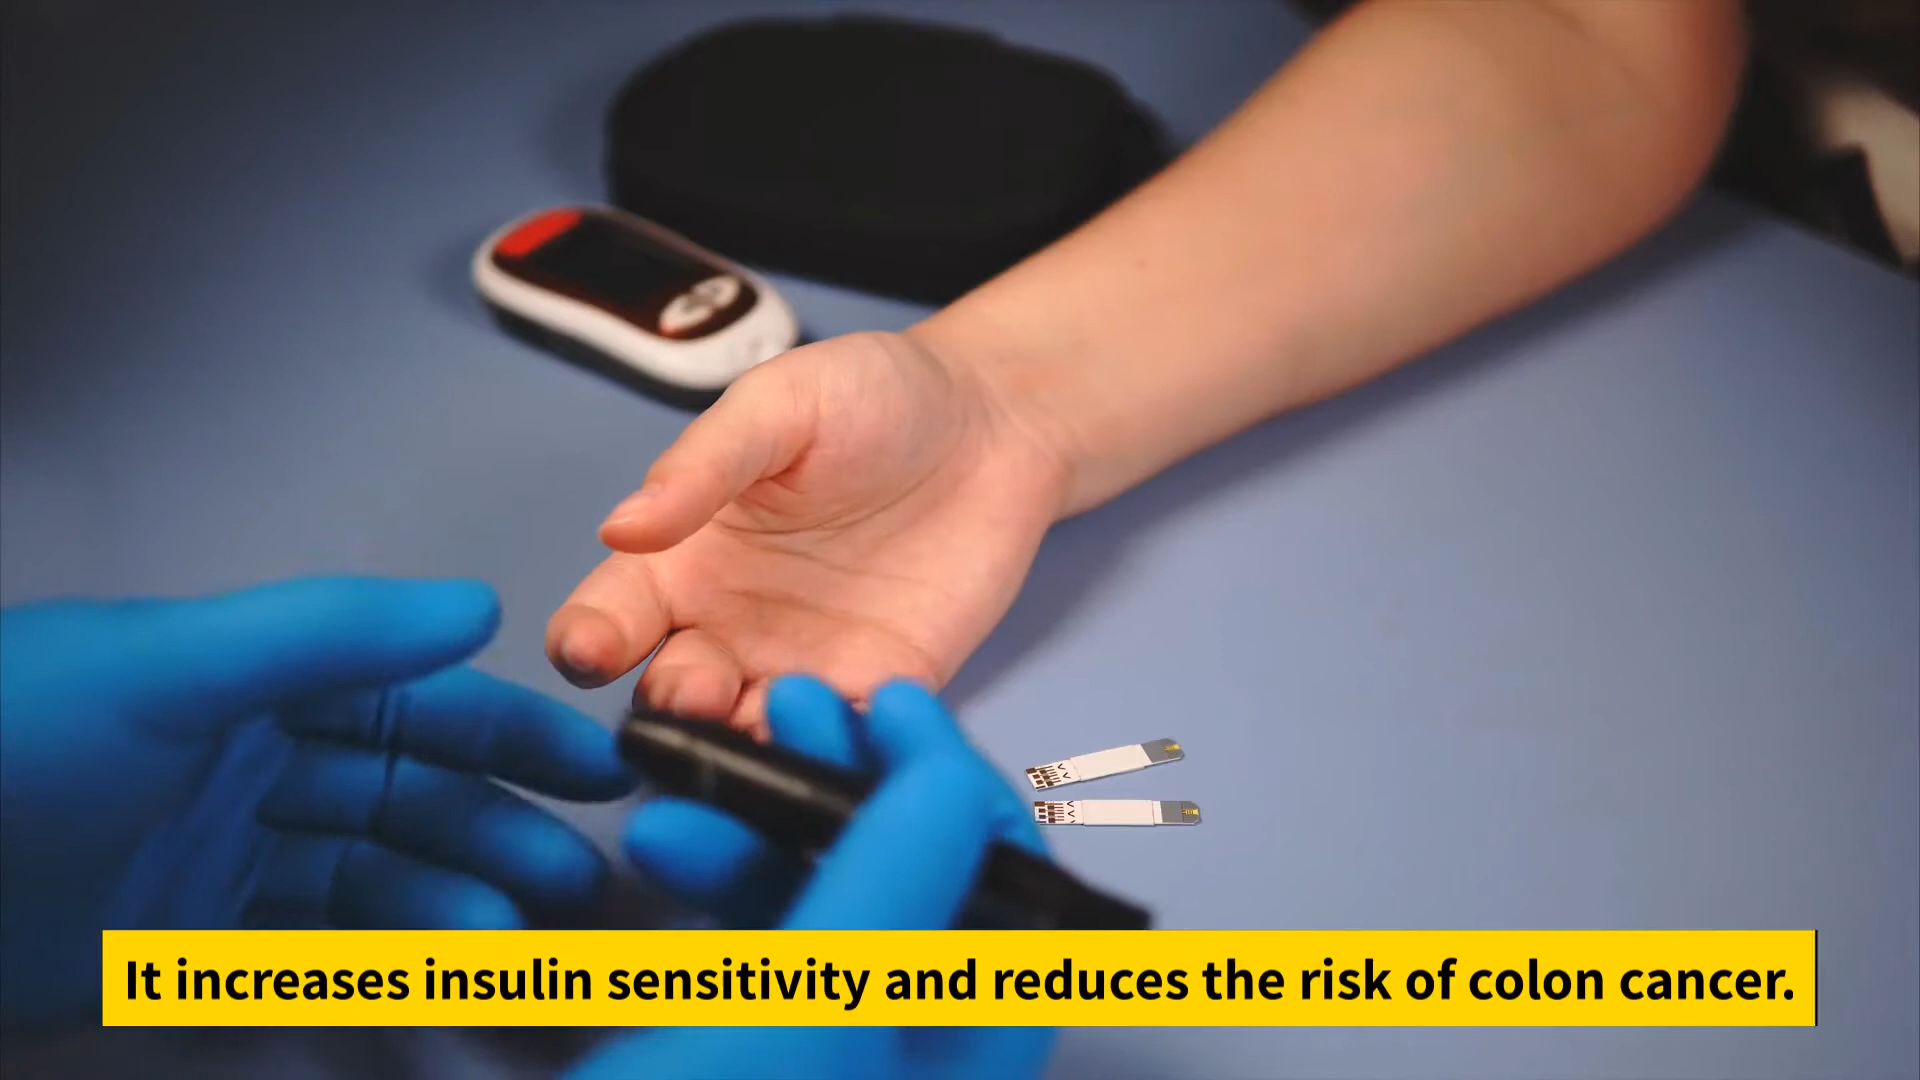 It increases insulin sensitivity and reduces the risk of colon cancer.